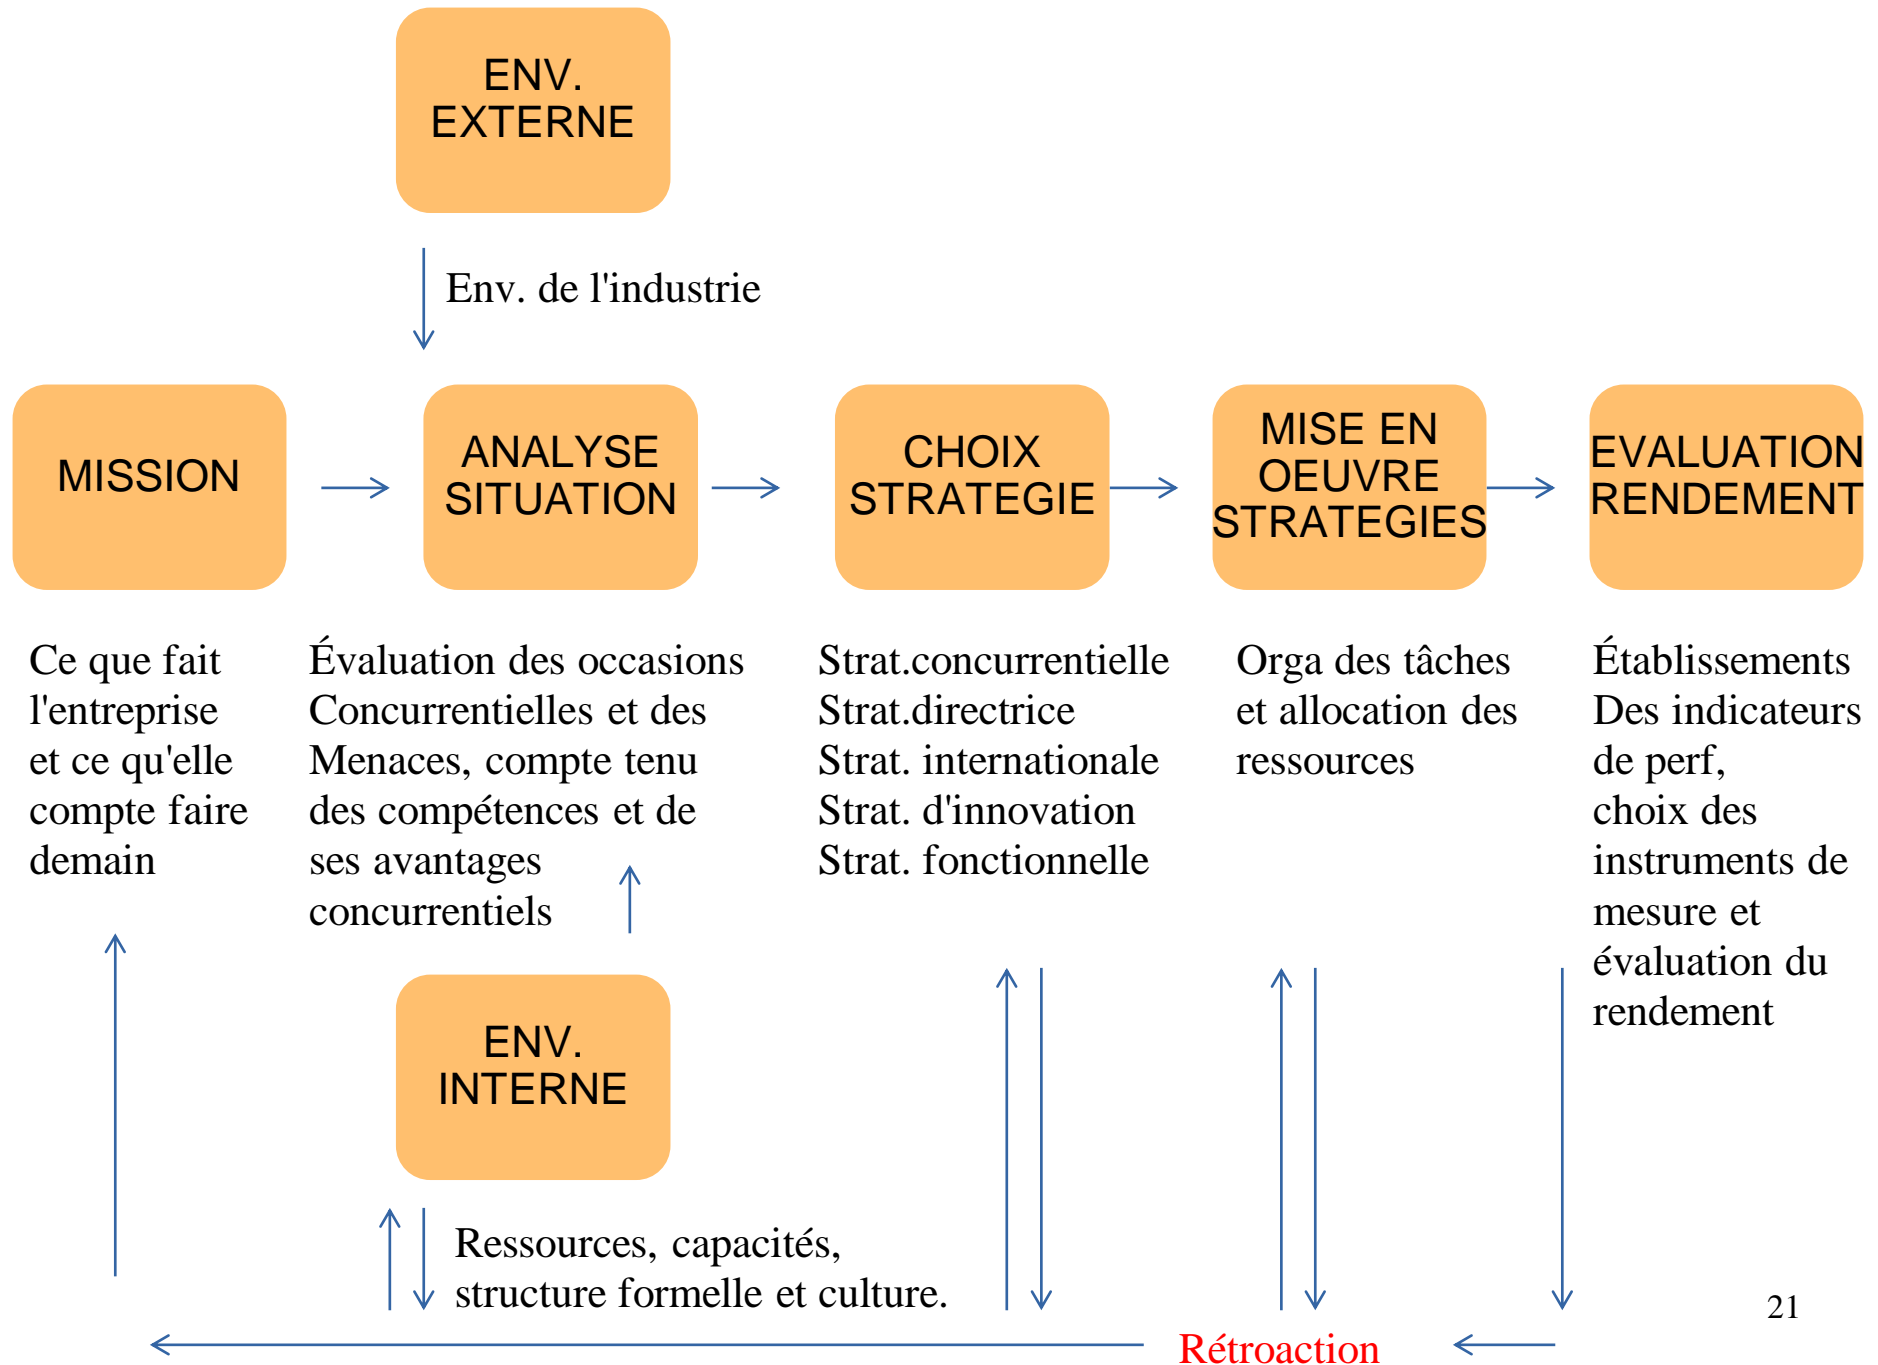 ENV.
EXTERNE
Env. de l'industrie
MISSION
ANALYSE
SITUATION
CHOIX
STRATEGIE
MISE EN
OEUVRE
STRATEGIES
EVALUATION
RENDEMENT
Ce que fait
l'entreprise
et ce qu'elle
compte faire
demain
Évaluation des occasions
Concurrentielles et des
Menaces, compte tenu
des compétences et de
ses avantages
concurrentiels
Strat.concurrentielle
Strat.directrice
Strat. internationale
Strat. d'innovation
Strat. fonctionnelle
Orga des tâches
et allocation des
ressources
Établissements
Des indicateurs
de perf,
choix des
instruments de
mesure et
évaluation du
rendement
ENV.
INTERNE
Ressources, capacités,
structure formelle et culture.
Rétroaction
21